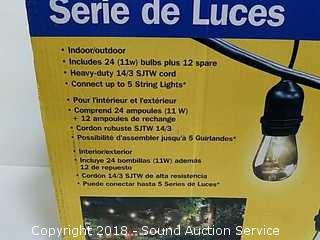 Serie de Luces
• Indoor/outdoor
• Includes 24 (11w) bulbs plus 12 spare
• Heavy-duty 14/3 SJTW cord
• Connect up to 5 String Lights*
• Pour l'intérieur et l'extérieur
• Comprend 24 ampoules (11 W)
+ 12 ampoules de rechange
• Cordon robuste SJTW 14/3
• Possibilité d'assembler jusqu'à 5 Guirlandes*
• Interior/exterior
• Incluye 24 bombillas (11W) además
12 de repuesto
• Cordón 14/3 SJTW de alta resistencia
• Puede conectar hasta 5 Series de Luces*
Copyright 2018 - Sound Auction Service